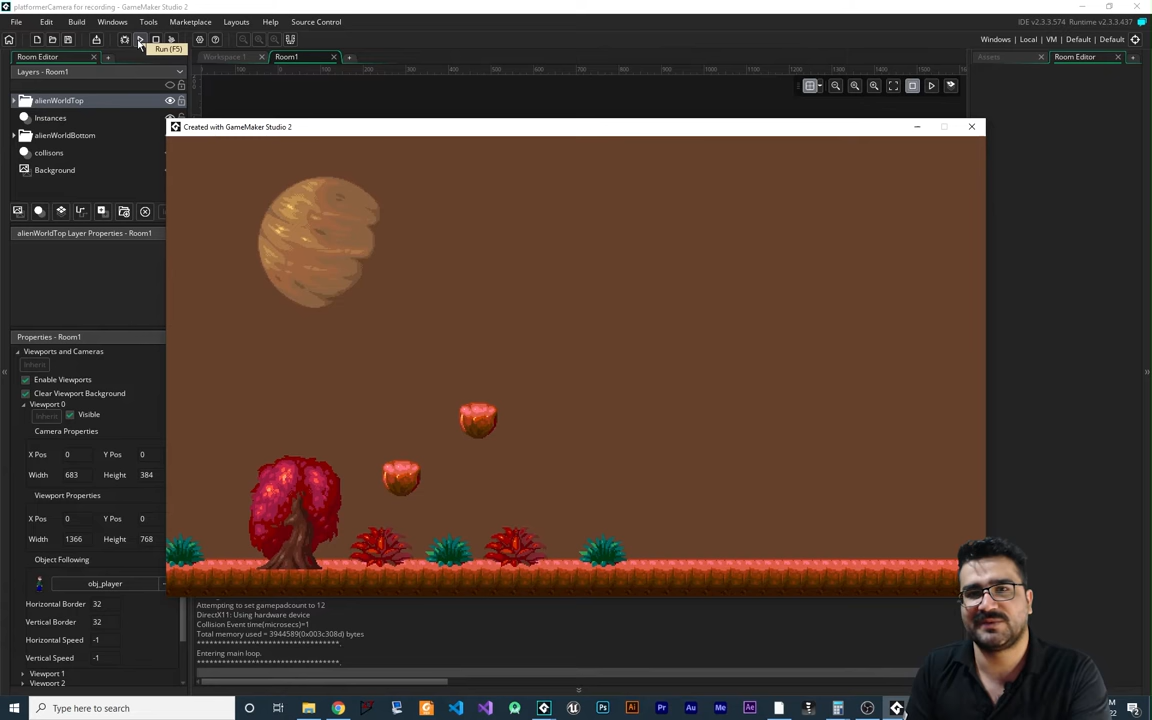 platformerCamera for recording - GameMaker Studio 2
File Edit Build Windows Tools Marketplace Layouts Help Source Control
IDE v2.3.3.574 Runtime v2.3.3.437
Run (F5)
Windows | Local | VM | Default | Default
Room Editor
Workspace 1
Room1
Assets
Room Editor
Layers - Room1
alienWorldTop
Instances
alienWorldBottom
collisons
Background
Created with GameMaker Studio 2
alienWorldTop Layer Properties - Room1
Properties - Room1
Viewports and Cameras
Inherit
Enable Viewports
Clear Viewport Background
Viewport 0
Inherit Visible
Camera Properties
X Pos 0 Y Pos 0
Width 683 Height 384
Viewport Properties
X Pos 0 Y Pos 0
Width 1366 Height 768
Object Following
obj_player
Horizontal Border 32
Vertical Border 32
Horizontal Speed -1
Vertical Speed -1
Viewport 1
Viewport 2
Attempting to set gamepadcount to 12
DirectX11: Using hardware device
Collision Event time(microsecs)=1
Total memory used = 3944589(0x003c308d) bytes
**********************************.
Entering main loop.
**********************************.
Type here to search